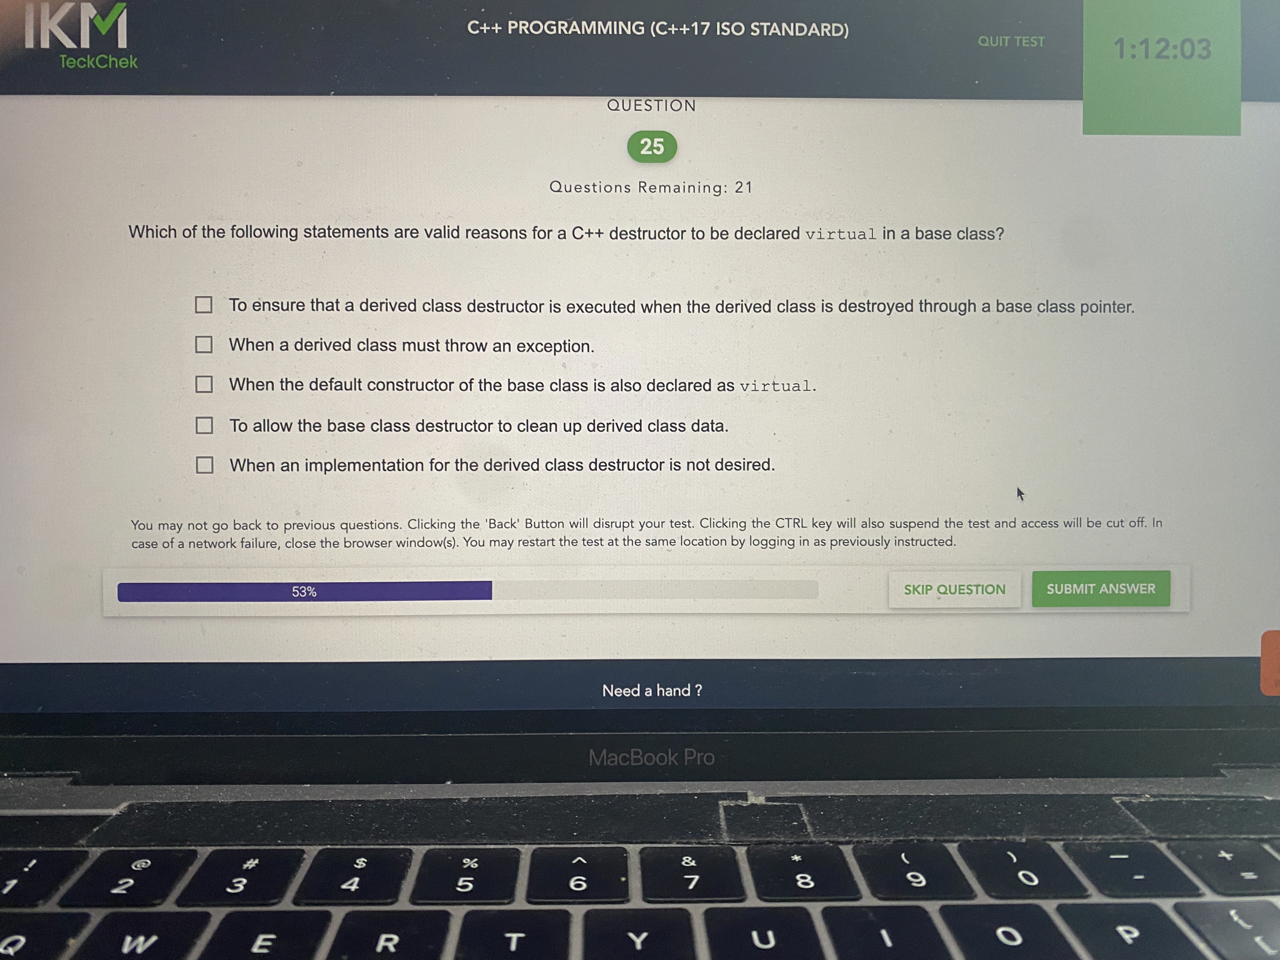 IKM
TeckChek
C++ PROGRAMMING (C++17 ISO STANDARD)
QUIT TEST
1:12:03
QUESTION
25
Questions Remaining: 21
Which of the following statements are valid reasons for a C++ destructor to be declared virtual in a base class?
To ensure that a derived class destructor is executed when the derived class is destroyed through a base class pointer.
When a derived class must throw an exception.
When the default constructor of the base class is also declared as virtual.
To allow the base class destructor to clean up derived class data.
When an implementation for the derived class destructor is not desired.
You may not go back to previous questions. Clicking the 'Back' Button will disrupt your test. Clicking the CTRL key will also suspend the test and access will be cut off. In
case of a network failure, close the browser window(s). You may restart the test at the same location by logging in as previously instructed.
53%
SKIP QUESTION
SUBMIT ANSWER
Need a hand ?
MacBook Pro
! @ # $ % ^ & * ( ) — +
1 2 3 4 5 6 7 8 9 0 - =
Q W E R T Y U I O P {
[